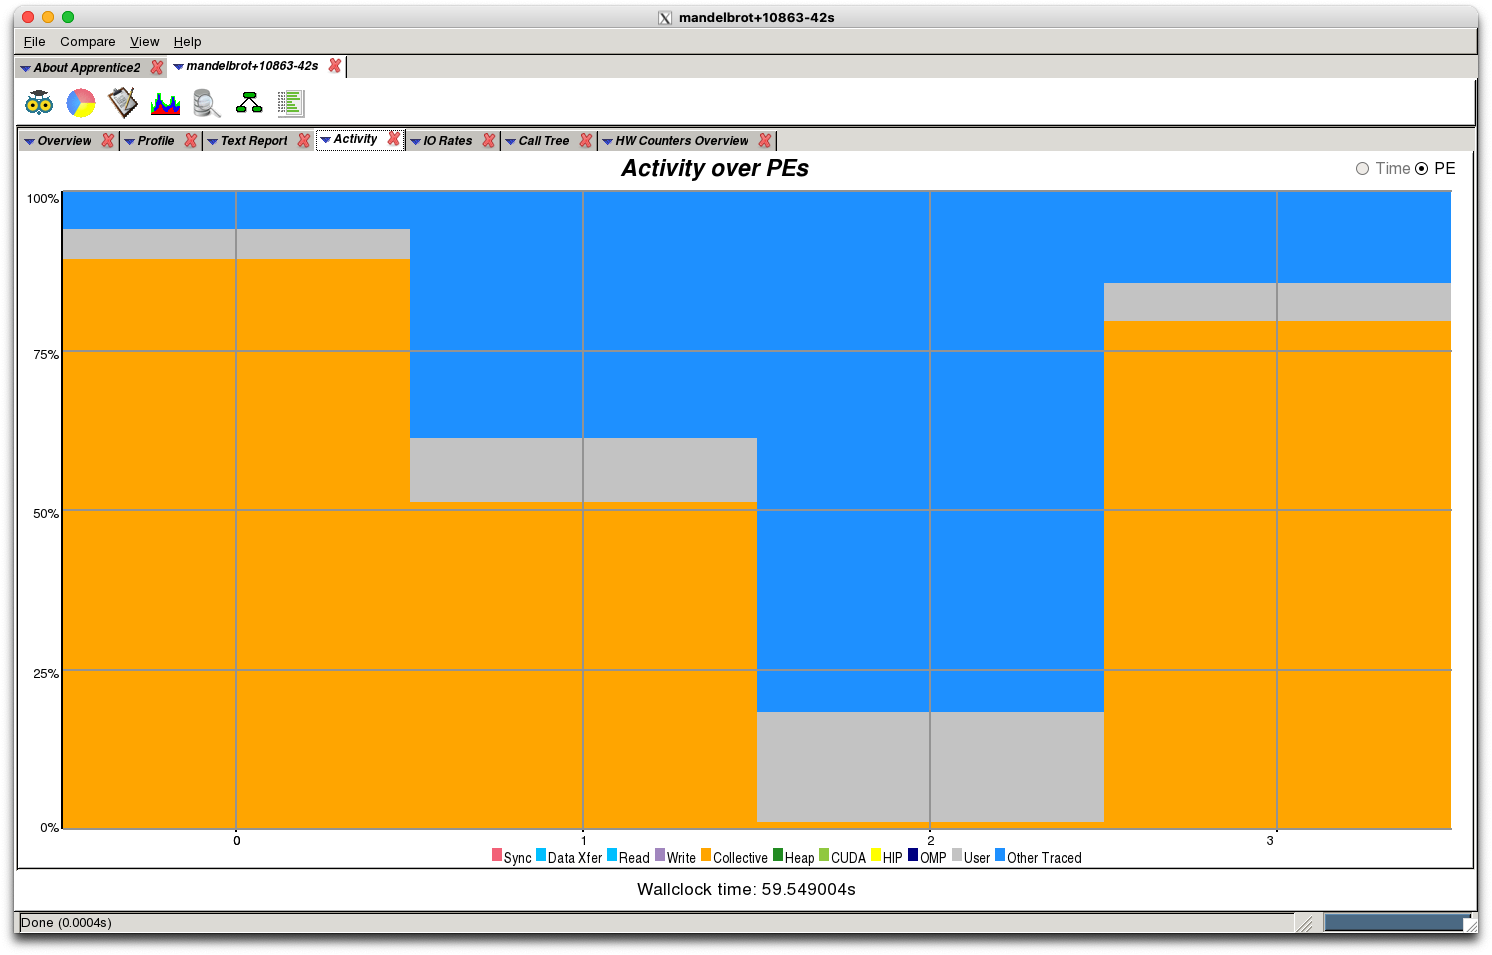 mandelbrot+10863-42s
File Compare View Help
About Apprentice2 mandelbrot+10863-42s
Overview Profile Text Report Activity IO Rates Call Tree HW Counters Overview
Activity over PEs
Time PE
100%
75%
50%
25%
0%
0 1 2 3
Sync Data Xfer Read Write Collective Heap CUDA HIP OMP User Other Traced
Wallclock time: 59.549004s
Done (0.0004s)